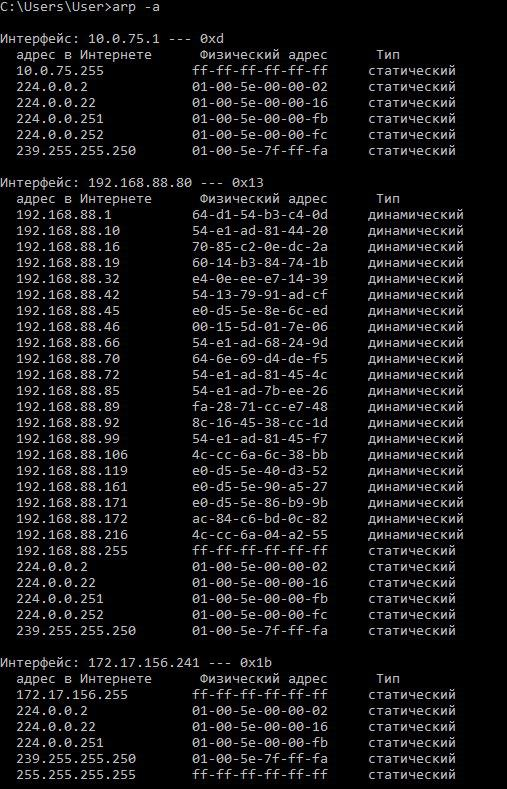 C:\Users\User>arp -a
Интерфейс: 10.0.75.1 --- 0xd
адрес в Интернете Физический адрес Тип
10.0.75.255 ff-ff-ff-ff-ff-ff статический
224.0.0.2 01-00-5e-00-00-02 статический
224.0.0.22 01-00-5e-00-00-16 статический
224.0.0.251 01-00-5e-00-00-fb статический
224.0.0.252 01-00-5e-00-00-fc статический
239.255.255.250 01-00-5e-7f-ff-fa статический
Интерфейс: 192.168.88.80 --- 0x13
адрес в Интернете Физический адрес Тип
192.168.88.1 64-d1-54-b3-c4-0d динамический
192.168.88.10 54-e1-ad-81-44-20 динамический
192.168.88.16 70-85-c2-0e-dc-2a динамический
192.168.88.19 60-14-b3-84-74-1b динамический
192.168.88.32 e4-0e-ee-e7-14-39 динамический
192.168.88.42 54-13-79-91-ad-cf динамический
192.168.88.45 e0-d5-5e-8e-6c-ed динамический
192.168.88.46 00-15-5d-01-7e-06 динамический
192.168.88.66 54-e1-ad-68-24-9d динамический
192.168.88.70 64-6e-69-d4-de-f5 динамический
192.168.88.72 54-e1-ad-81-45-4c динамический
192.168.88.85 54-e1-ad-7b-ee-26 динамический
192.168.88.89 fa-28-71-cc-e7-48 динамический
192.168.88.92 8c-16-45-38-cc-1d динамический
192.168.88.99 54-e1-ad-81-45-f7 динамический
192.168.88.106 4c-cc-6a-6c-38-bb динамический
192.168.88.119 e0-d5-5e-40-d3-52 динамический
192.168.88.161 e0-d5-5e-90-a5-27 динамический
192.168.88.171 e0-d5-5e-86-b9-9b динамический
192.168.88.172 ac-84-c6-bd-0c-82 динамический
192.168.88.216 4c-cc-6a-04-a2-55 динамический
192.168.88.255 ff-ff-ff-ff-ff-ff статический
224.0.0.2 01-00-5e-00-00-02 статический
224.0.0.22 01-00-5e-00-00-16 статический
224.0.0.251 01-00-5e-00-00-fb статический
224.0.0.252 01-00-5e-00-00-fc статический
239.255.255.250 01-00-5e-7f-ff-fa статический
Интерфейс: 172.17.156.241 --- 0x1b
адрес в Интернете Физический адрес Тип
172.17.156.255 ff-ff-ff-ff-ff-ff статический
224.0.0.2 01-00-5e-00-00-02 статический
224.0.0.22 01-00-5e-00-00-16 статический
224.0.0.251 01-00-5e-00-00-fb статический
239.255.255.250 01-00-5e-7f-ff-fa статический
255.255.255.255 ff-ff-ff-ff-ff-ff статический